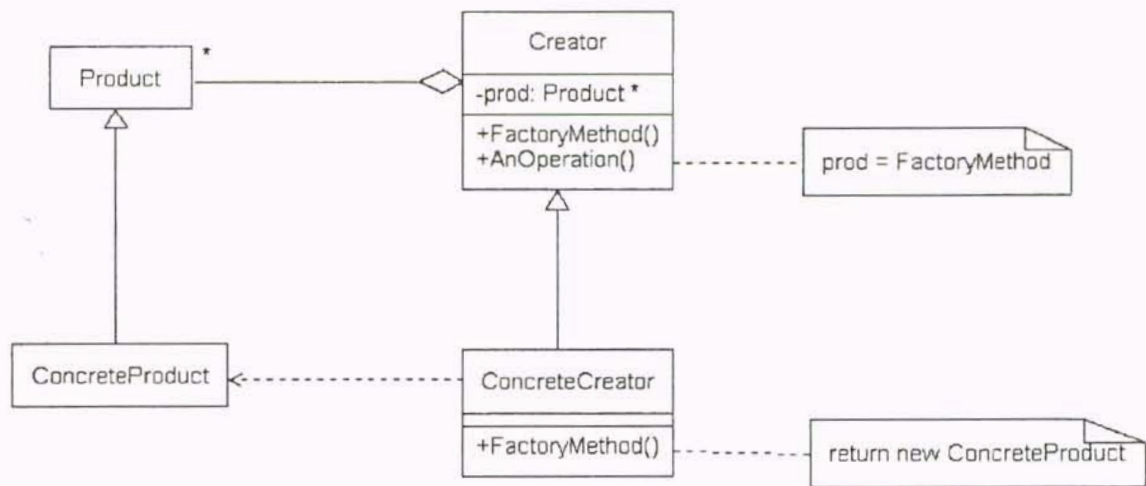 Product
*
Creator
-prod: Product *
+FactoryMethod()
+AnOperation()
prod = FactoryMethod
ConcreteProduct
ConcreteCreator
+FactoryMethod()
return new ConcreteProduct